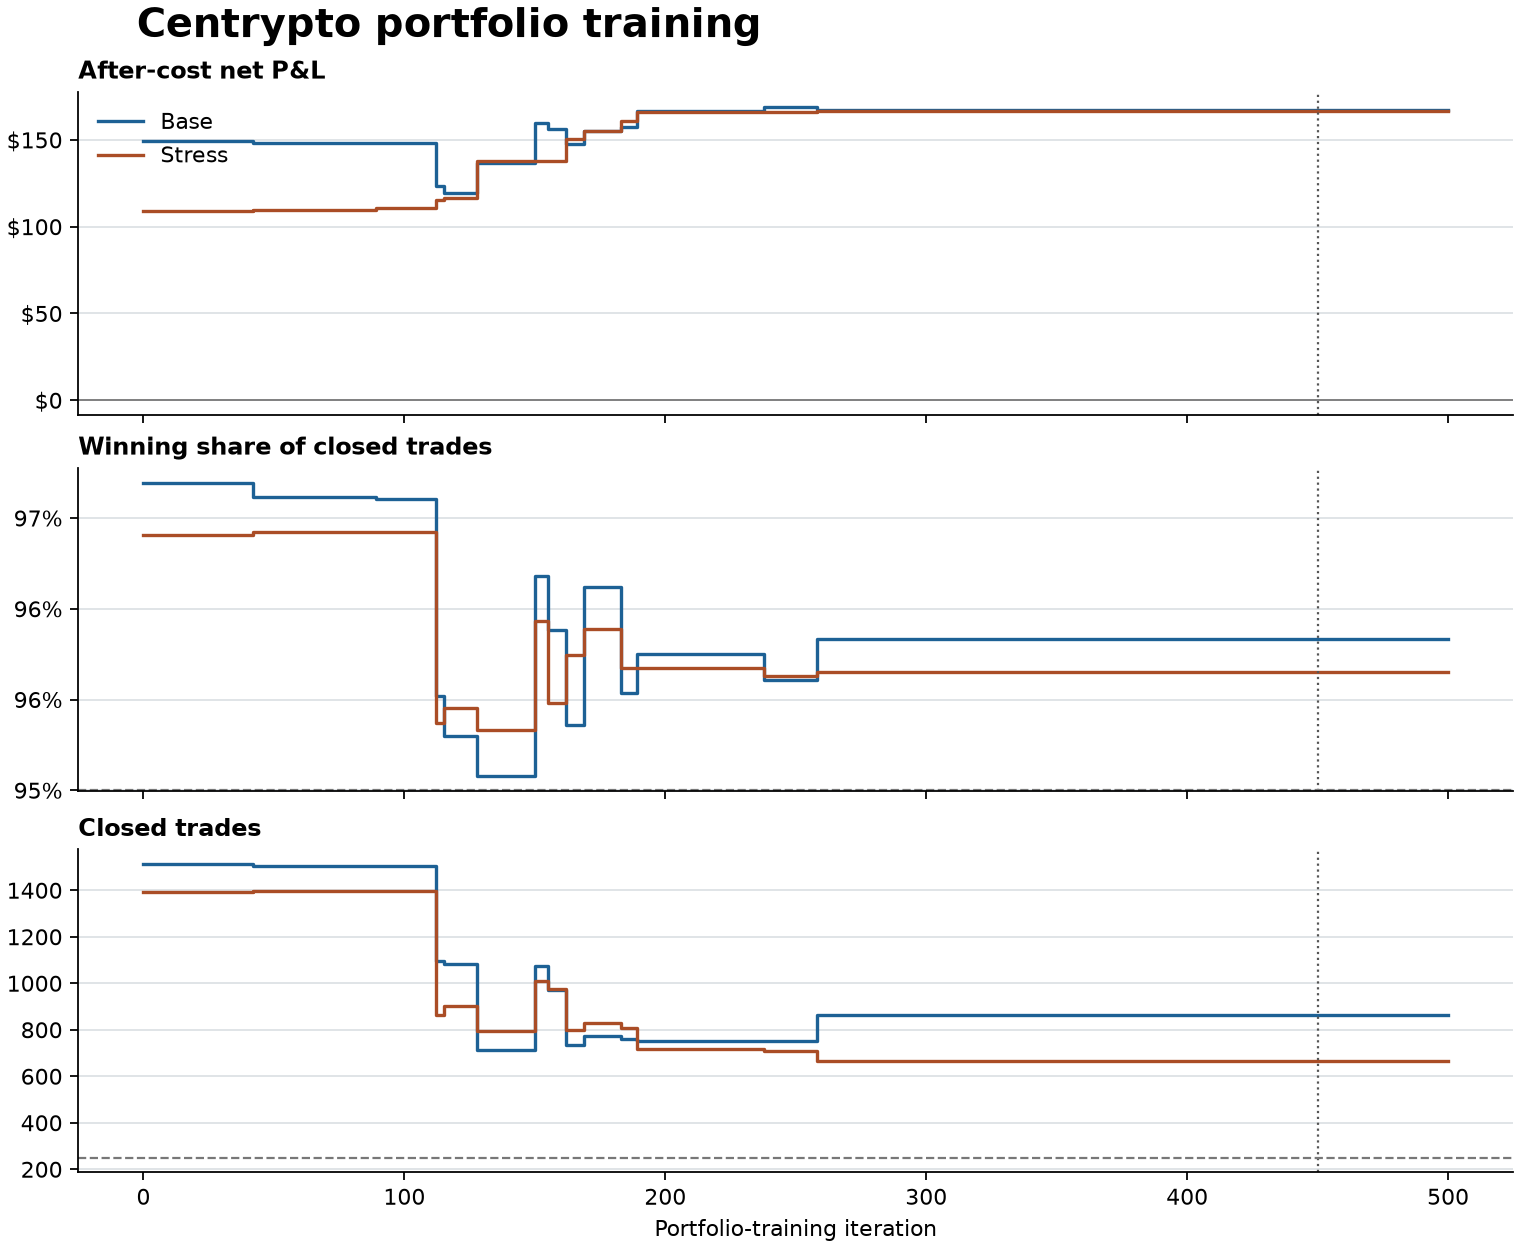 Centrypto portfolio training
After-cost net P&L
Base
$150
Stress
$100
$50
$0
Winning share of closed trades
97%
96%
96%
95%
Closed trades
1400
1200
1000
800
600
400
200
0 100 200 300 400 500
Portfolio-training iteration